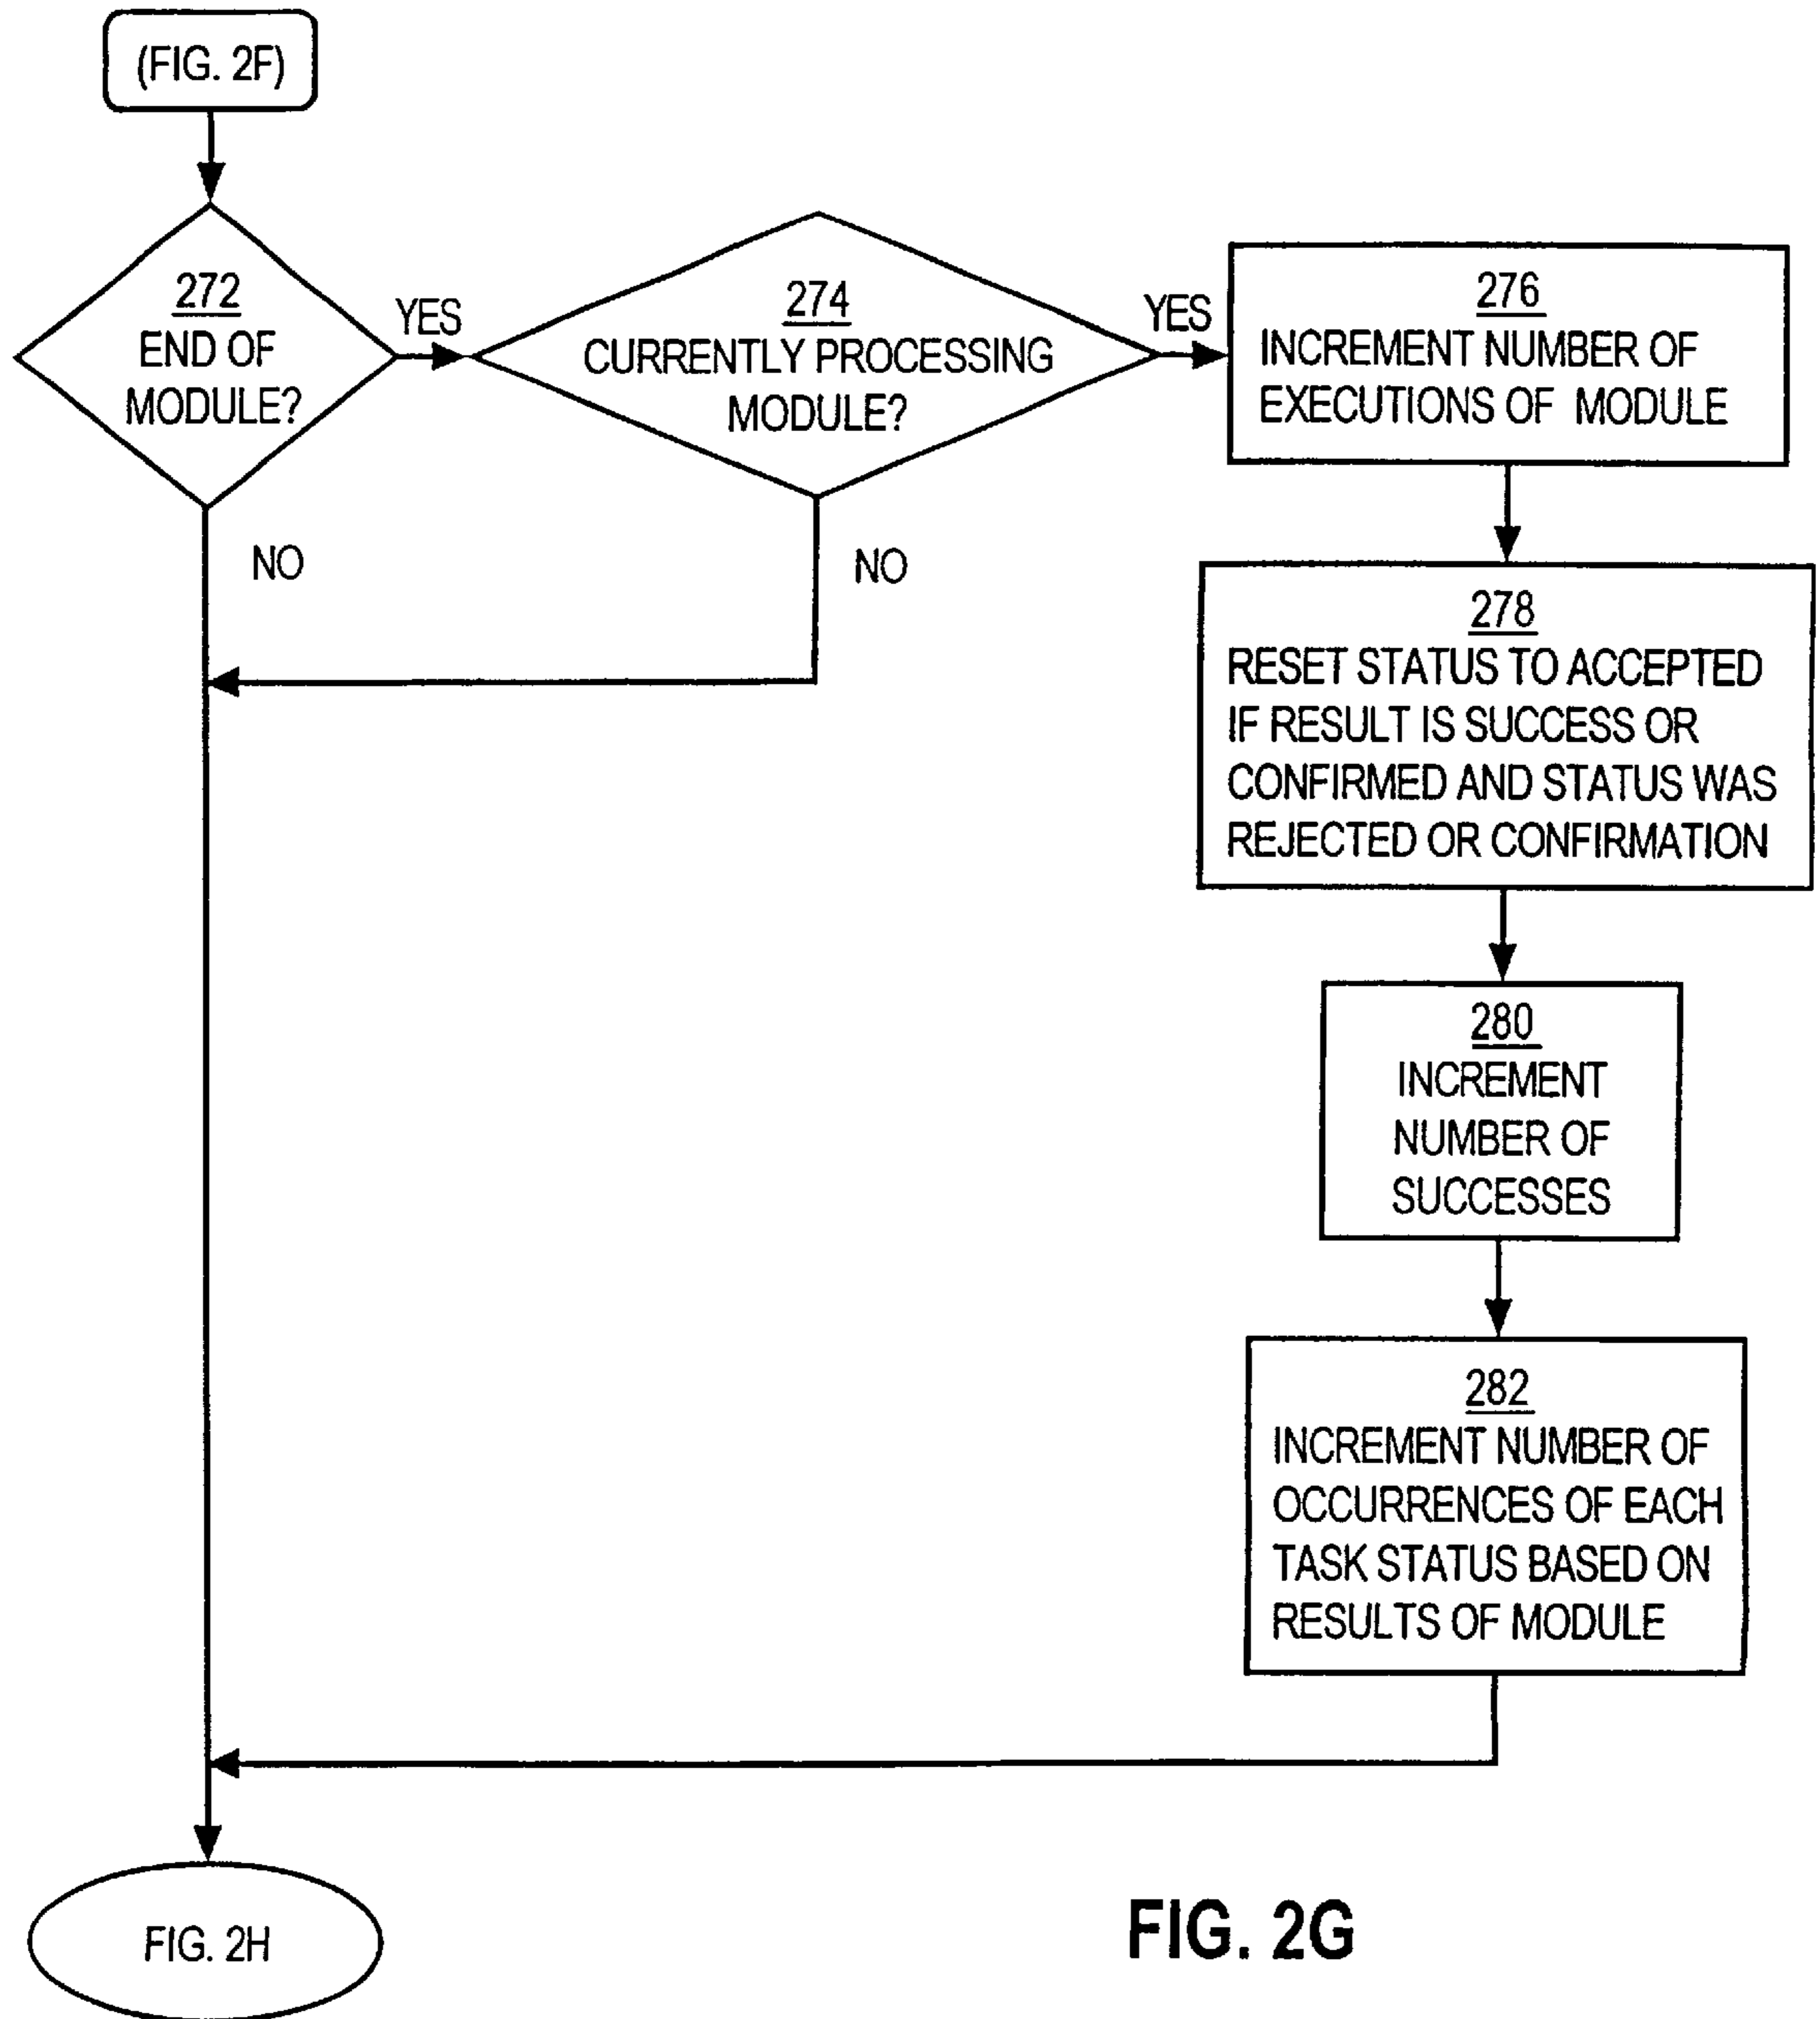 (FIG. 2F)
272
END OF
MODULE?
YES
NO
274
CURRENTLY PROCESSING
MODULE?
YES
NO
276
INCREMENT NUMBER OF
EXECUTIONS OF MODULE
278
RESET STATUS TO ACCEPTED
IF RESULT IS SUCCESS OR
CONFIRMED AND STATUS WAS
REJECTED OR CONFIRMATION
280
INCREMENT
NUMBER OF
SUCCESSES
282
INCREMENT NUMBER OF
OCCURRENCES OF EACH
TASK STATUS BASED ON
RESULTS OF MODULE
FIG. 2H
FIG. 2G